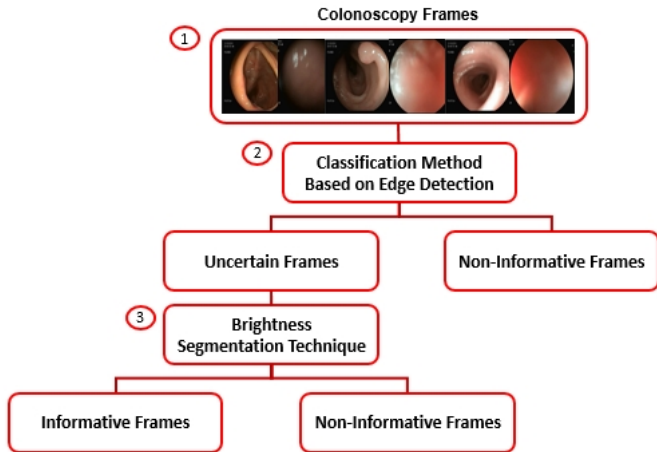 Colonoscopy Frames
1
2
Classification Method
Based on Edge Detection
Uncertain Frames
Non-Informative Frames
3
Brightness
Segmentation Technique
Informative Frames
Non-Informative Frames